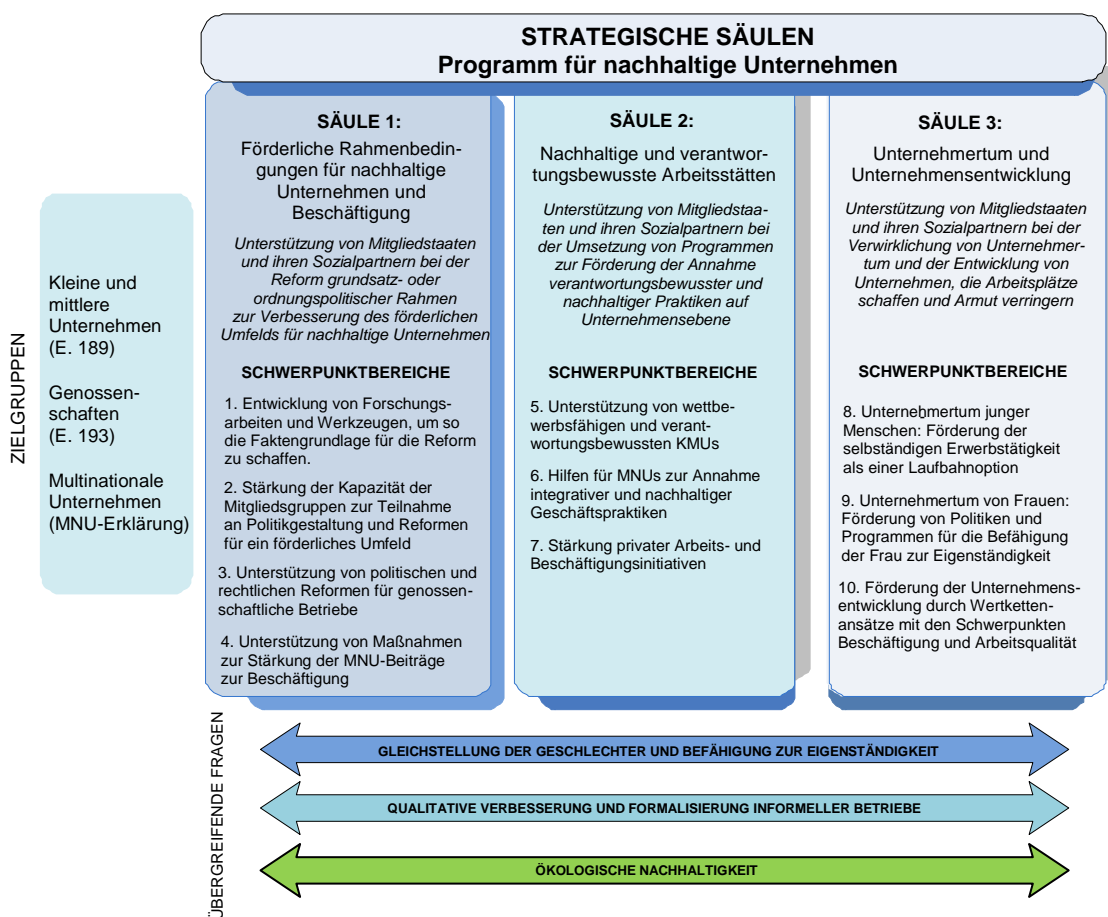 STRATEGISCHE SÄULEN
Programm für nachhaltige Unternehmen
ZIELGRUPPEN
Kleine und
mittlere
Unternehmen
(E. 189)
Genossen-
schaften
(E. 193)
Multinationale
Unternehmen
(MNU-Erklärung)
SÄULE 1:
Förderliche Rahmenbedin-
gungen für nachhaltige
Unternehmen und
Beschäftigung
Unterstützung von Mitgliedstaaten
und ihren Sozialpartnern bei der
Reform grundsatz- oder
ordnungspolitischer Rahmen
zur Verbesserung des förderlichen
Umfelds für nachhaltige Unternehmen
SCHWERPUNKTBEREICHE
1. Entwicklung von Forschungs-
arbeiten und Werkzeugen, um so
die Faktengrundlage für die Reform
zu schaffen.
2. Stärkung der Kapazität der
Mitgliedsgruppen zur Teilnahme
an Politikgestaltung und Reformen
für ein förderliches Umfeld
3. Unterstützung von politischen und
rechtlichen Reformen für genossen-
schaftliche Betriebe
4. Unterstützung von Maßnahmen
zur Stärkung der MNU-Beiträge
zur Beschäftigung
SÄULE 2:
Nachhaltige und verantwor-
tungsbewusste Arbeitsstätten
Unterstützung von Mitgliedstaa-
ten und ihren Sozialpartnern bei
der Umsetzung von Programmen
zur Förderung der Annahme
verantwortungsbewusster und
nachhaltiger Praktiken auf
Unternehmensebene
SCHWERPUNKTBEREICHE
5. Unterstützung von wettbe-
werbsfähigen und verant-
wortungsbewussten KMUs
6. Hilfen für MNUs zur Annahme
integrativer und nachhaltiger
Geschäftspraktiken
7. Stärkung privater Arbeits- und
Beschäftigungsinitiativen
SÄULE 3:
Unternehmertum und
Unternehmensentwicklung
Unterstützung von Mitgliedstaaten
und ihren Sozialpartnern bei der
Verwirklichung von Unternehmer-
tum und der Entwicklung von
Unternehmen, die Arbeitsplätze
schaffen und Armut verringern
SCHWERPUNKTBEREICHE
8. Unternehmertum junger
Menschen: Förderung der
selbständigen Erwerbstätigkeit
als einer Laufbahnoption
9. Unternehmertum von Frauen:
Förderung von Politiken und
Programmen für die Befähigung
der Frau zur Eigenständigkeit
10. Förderung der Unternehmens-
entwicklung durch Wertketten-
ansätze mit den Schwerpunkten
Beschäftigung und Arbeitsqualität
ÜBERGREIFENDE FRAGEN
GLEICHSTELLUNG DER GESCHLECHTER UND BEFÄHIGUNG ZUR EIGENSTÄNDIGKEIT
QUALITATIVE VERBESSERUNG UND FORMALISIERUNG INFORMELLER BETRIEBE
ÖKOLOGISCHE NACHHALTIGKEIT